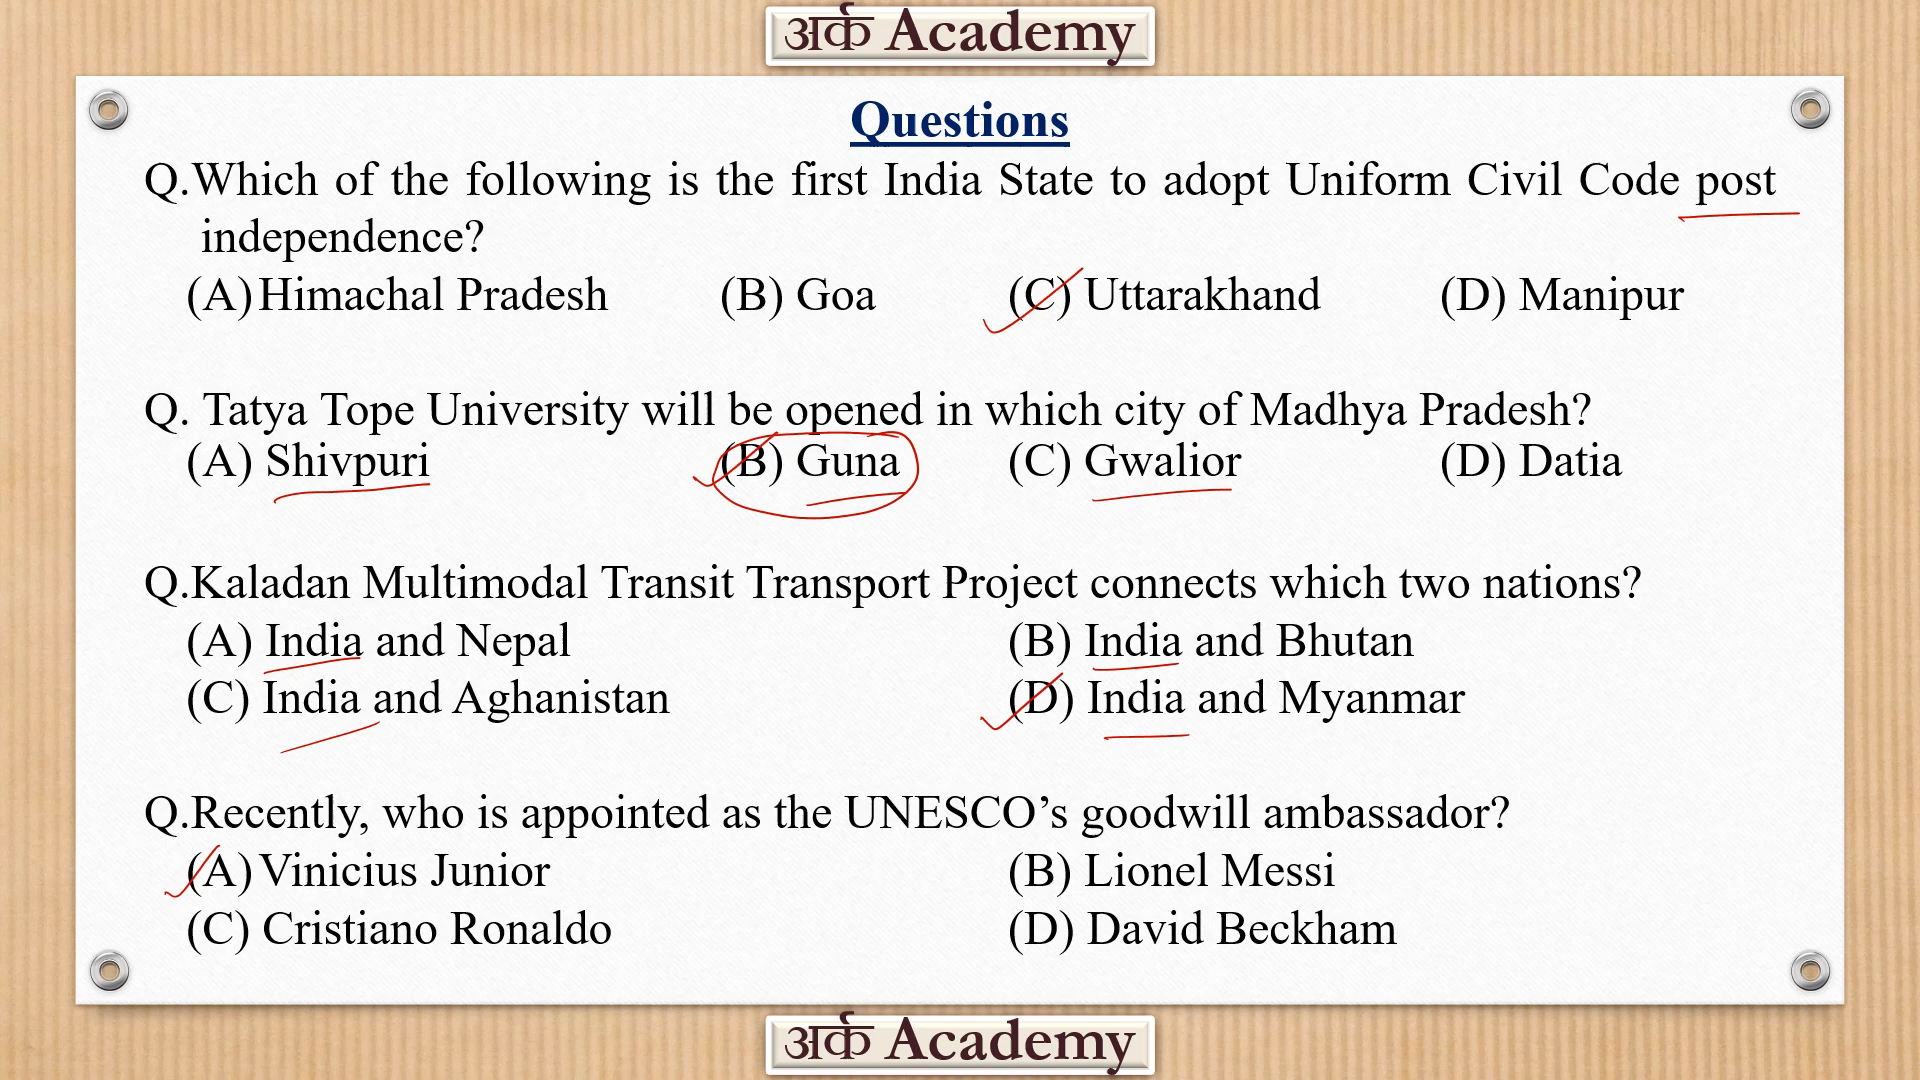 अर्क Academy
Questions
Q.Which of the following is the first India State to adopt Uniform Civil Code post
independence?
(A) Himachal Pradesh (B) Goa (C) Uttarakhand (D) Manipur
Q. Tatya Tope University will be opened in which city of Madhya Pradesh?
(A) Shivpuri (B) Guna (C) Gwalior (D) Datia
Q.Kaladan Multimodal Transit Transport Project connects which two nations?
(A) India and Nepal (B) India and Bhutan
(C) India and Aghanistan (D) India and Myanmar
Q.Recently, who is appointed as the UNESCO’s goodwill ambassador?
(A) Vinicius Junior (B) Lionel Messi
(C) Cristiano Ronaldo (D) David Beckham
अर्क Academy